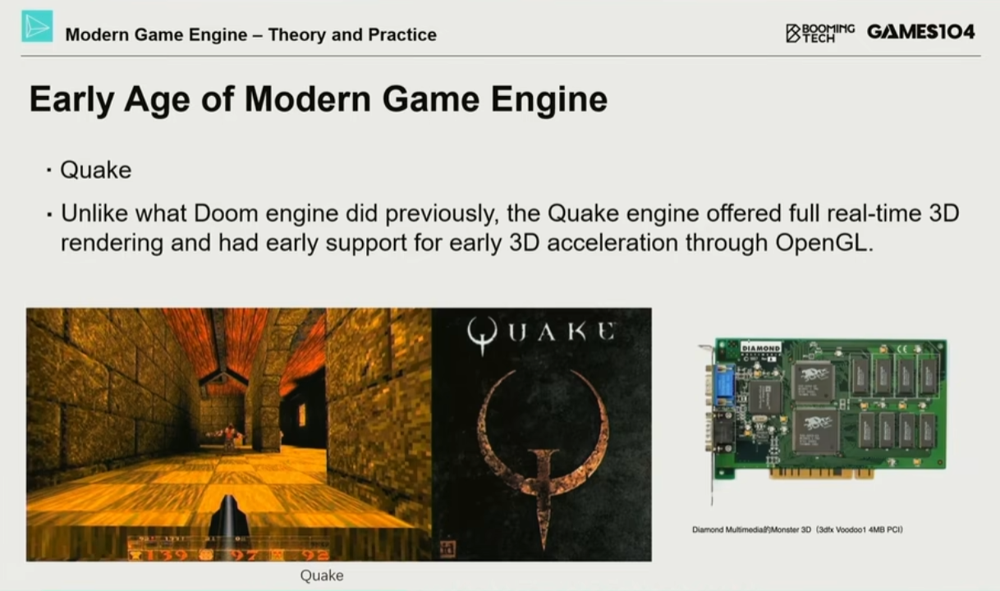 Modern Game Engine – Theory and Practice
BOOMING
TECH
GAMES104
Early Age of Modern Game Engine
· Quake
· Unlike what Doom engine did previously, the Quake engine offered full real-time 3D
rendering and had early support for early 3D acceleration through OpenGL.
QUAKE
DIAMOND
MULTIMEDIA
139 97 92
Diamond Multimedia的Monster 3D（3dfx Voodoo1 4MB PCI）
Quake